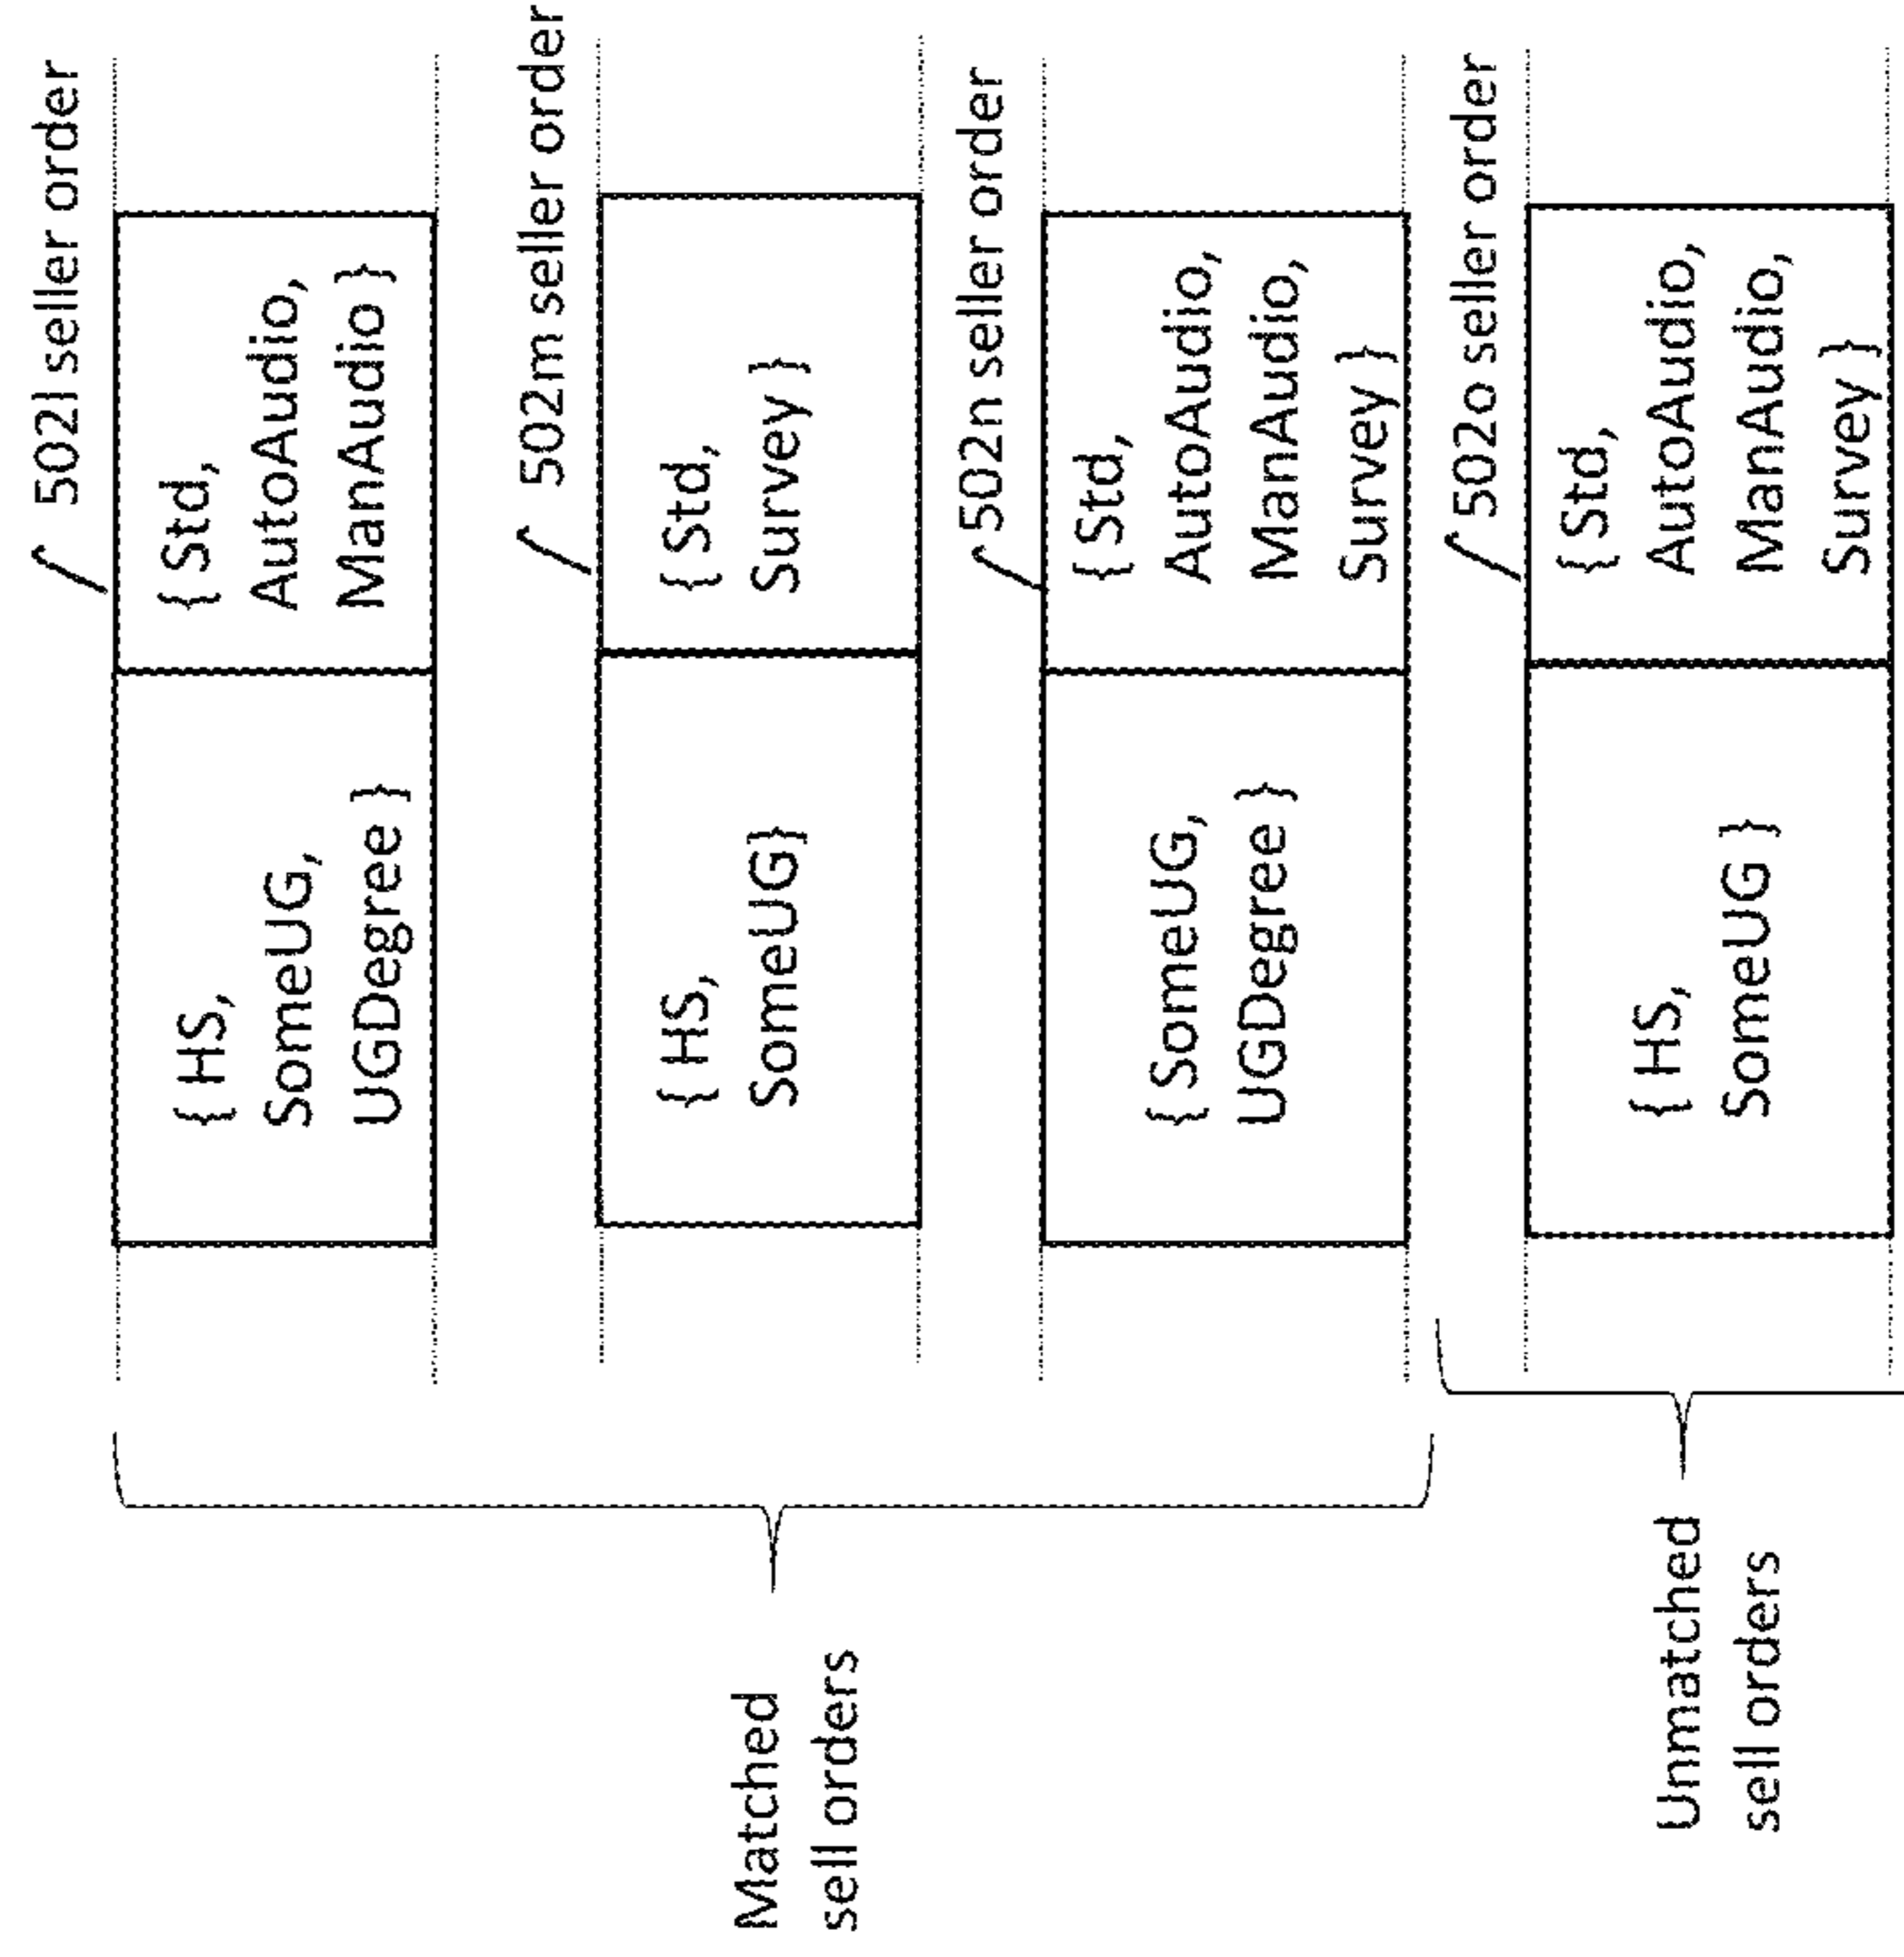 502l seller order
{ HS,
SomeUG,
UGDegree }
{ Std,
AutoAudio,
ManAudio }
502m seller order
{ HS,
SomeUG}
{ Std,
Survey }
Matched
sell orders
502n seller order
{ SomeUG,
UGDegree }
{ Std,
AutoAudio,
ManAudio,
Survey }
502o seller order
{ HS,
SomeUG }
{ Std,
AutoAudio,
ManAudio,
Survey }
Unmatched
sell orders